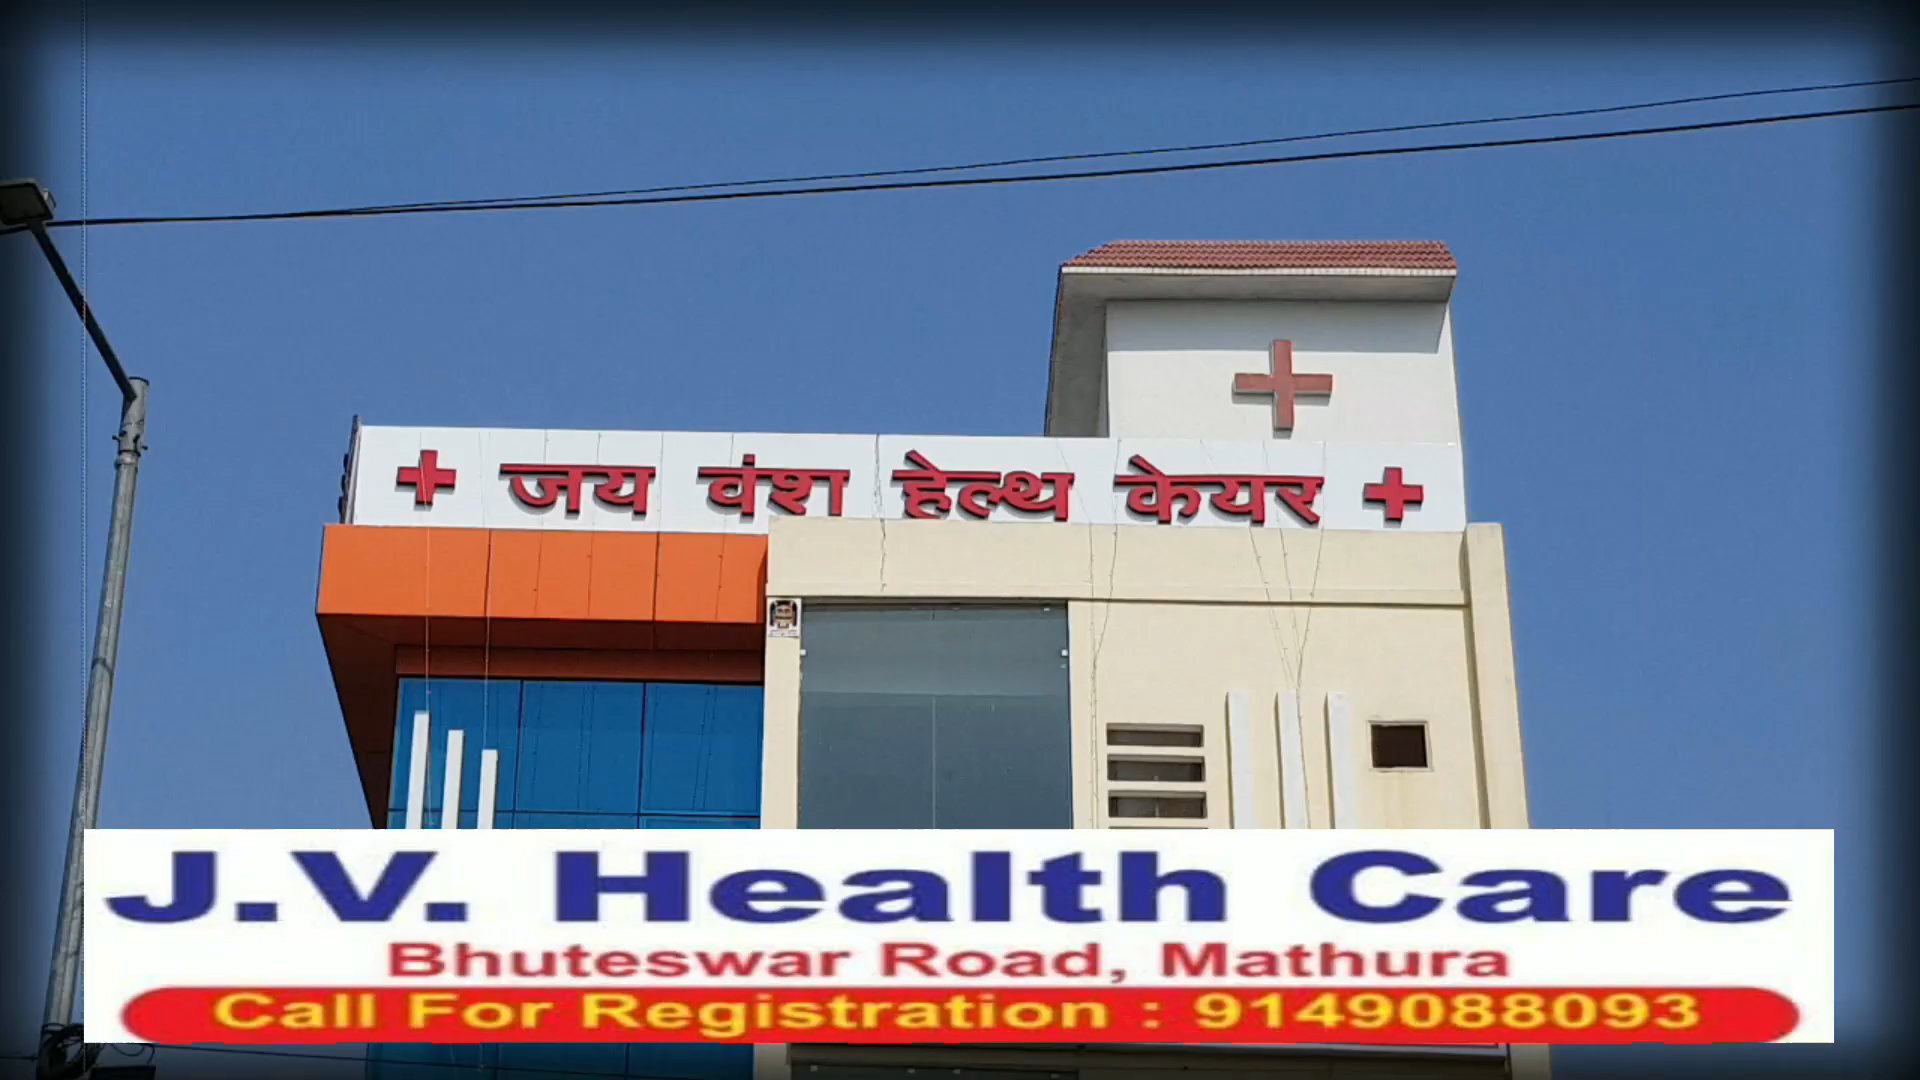 जय वंश हेल्थ केयर
J.V. Health Care
Bhuteswar Road, Mathura
Call For Registration : 9149088093